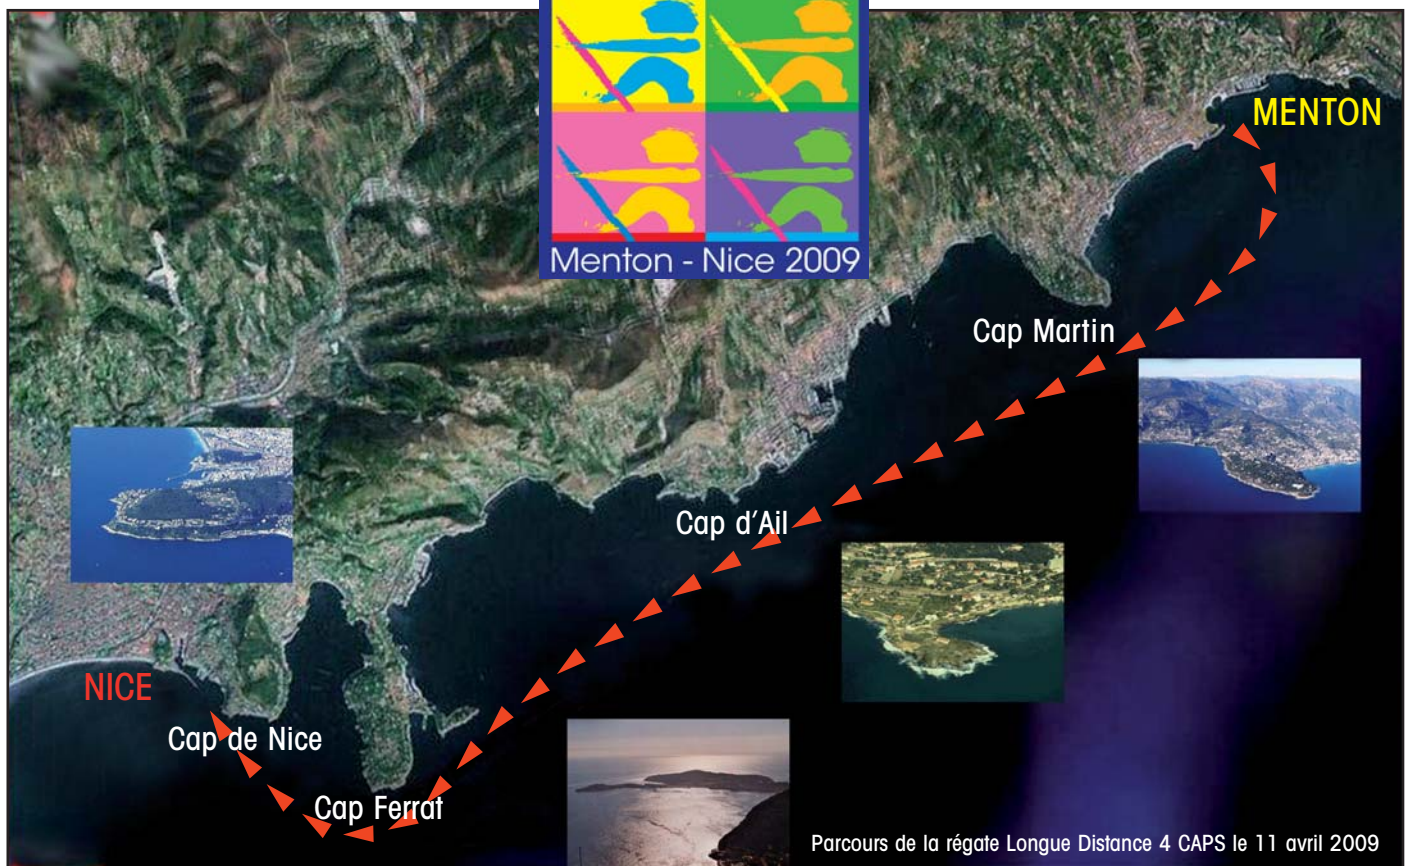 Menton - Nice 2009
MENTON
Cap Martin
Cap d'Ail
NICE
Cap de Nice
Cap Ferrat
Parcours de la régate Longue Distance 4 CAPS le 11 avril 2009